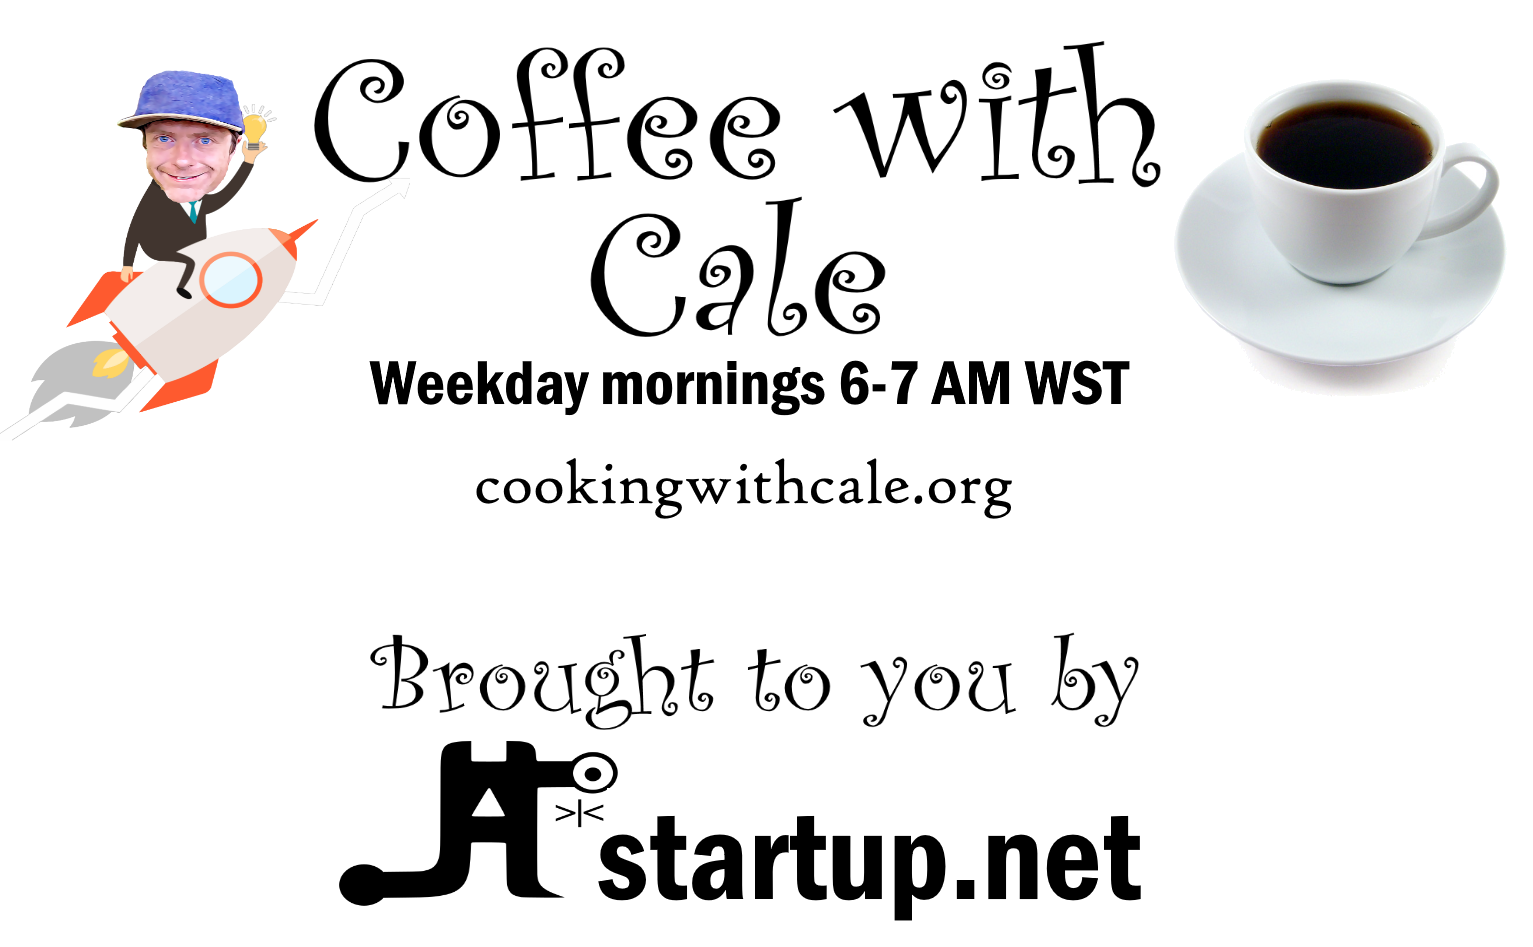 Coffee with
Cale
Weekday mornings 6-7 AM WST
cookingwithcale.org
Brought to you by
>|<
startup.net